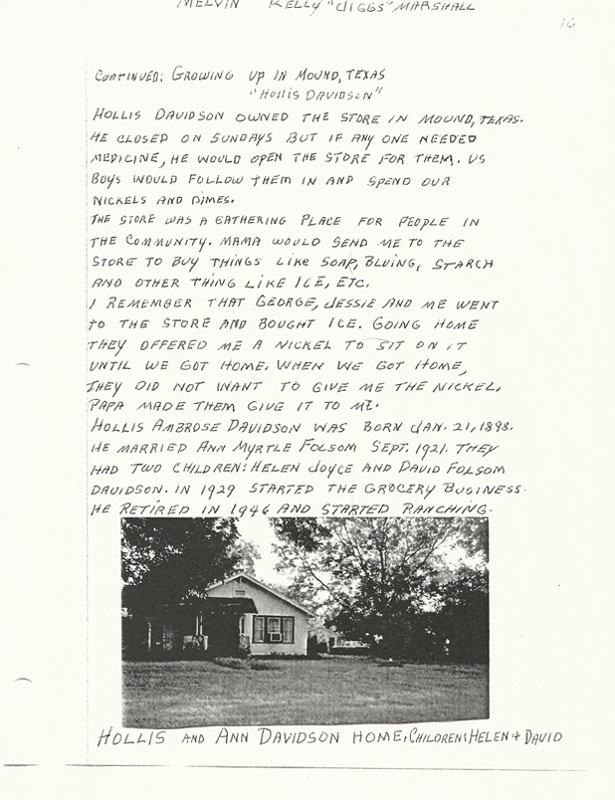 MELVIN KELLY "JIGGS" MARSHALL
16
CONTINUED: GROWING UP IN MOUND, TEXAS
"HOLLIS DAVIDSON"
HOLLIS DAVIDSON OWNED THE STORE IN MOUND, TEXAS.
HE CLOSED ON SUNDAYS BUT IF ANY ONE NEEDED
MEDICINE, HE WOULD OPEN THE STORE FOR THEM. US
BOYS WOULD FOLLOW THEM IN AND SPEND OUR
NICKELS AND DIMES.
THE STORE WAS A GATHERING PLACE FOR PEOPLE IN
THE COMMUNITY. MAMA WOULD SEND ME TO THE
STORE TO BUY THINGS LIKE SOAP, BLUING, STARCH
AND OTHER THING LIKE ICE, ETC.
I REMEMBER THAT GEORGE, JESSIE AND ME WENT
TO THE STORE AND BOUGHT ICE. GOING HOME
THEY OFFERED ME A NICKEL TO SIT ON IT
UNTIL WE GOT HOME. WHEN WE GOT HOME,
THEY DID NOT WANT TO GIVE ME THE NICKEL.
PAPA MADE THEM GIVE IT TO ME.
HOLLIS AMBROSE DAVIDSON WAS BORN JAN. 21, 1898.
HE MARRIED ANN MYRTLE FOLSOM SEPT. 1921. THEY
HAD TWO CHILDREN: HELEN JOYCE AND DAVID FOLSOM
DAVIDSON. IN 1929 STARTED THE GROCERY BUSINESS.
HE RETIRED IN 1946 AND STARTED RANCHING.
HOLLIS AND ANN DAVIDSON HOME, CHILDREN: HELEN + DAVID